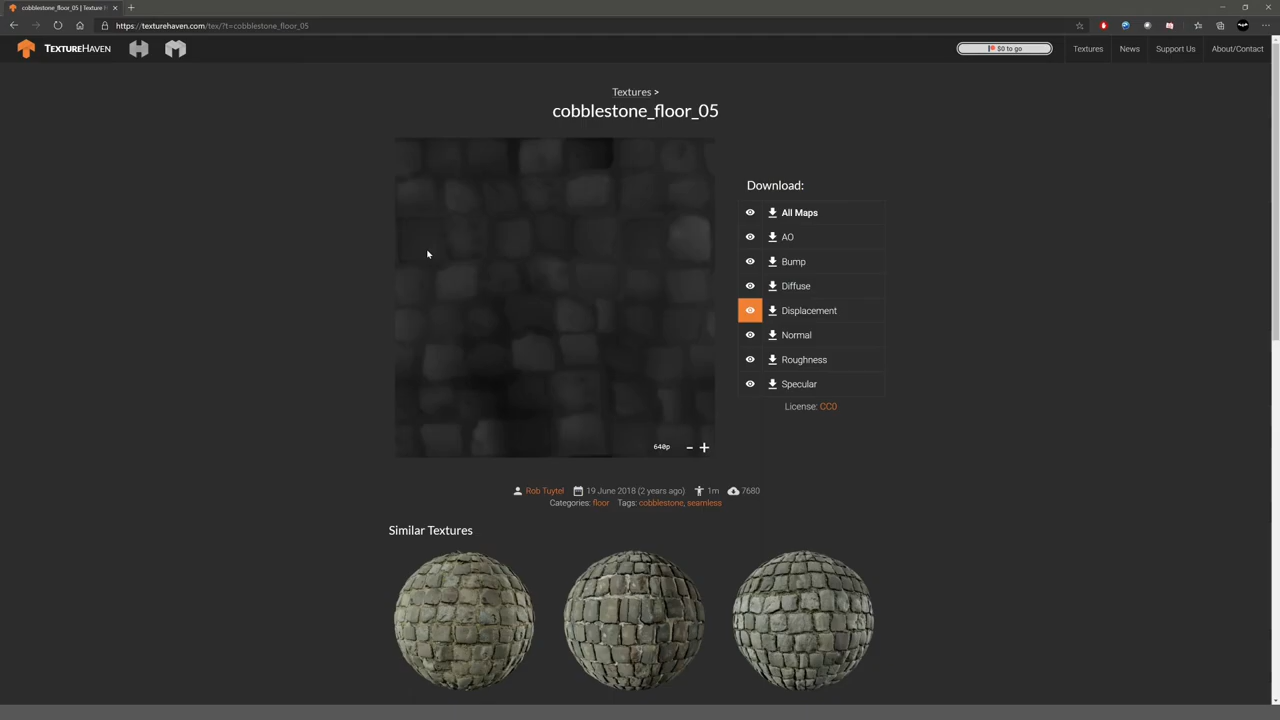 cobblestone_floor_05 | Texture H
https://texturehaven.com/tex/?t=cobblestone_floor_05
TEXTUREHAVEN
$0 to go
Textures
News
Support Us
About/Contact
Textures >
cobblestone_floor_05
Download:
All Maps
AO
Bump
Diffuse
Displacement
Normal
Roughness
Specular
License: CC0
640p - +
Rob Tuytel 19 June 2018 (2 years ago) 1m 7680
Categories: floor Tags: cobblestone, seamless
Similar Textures